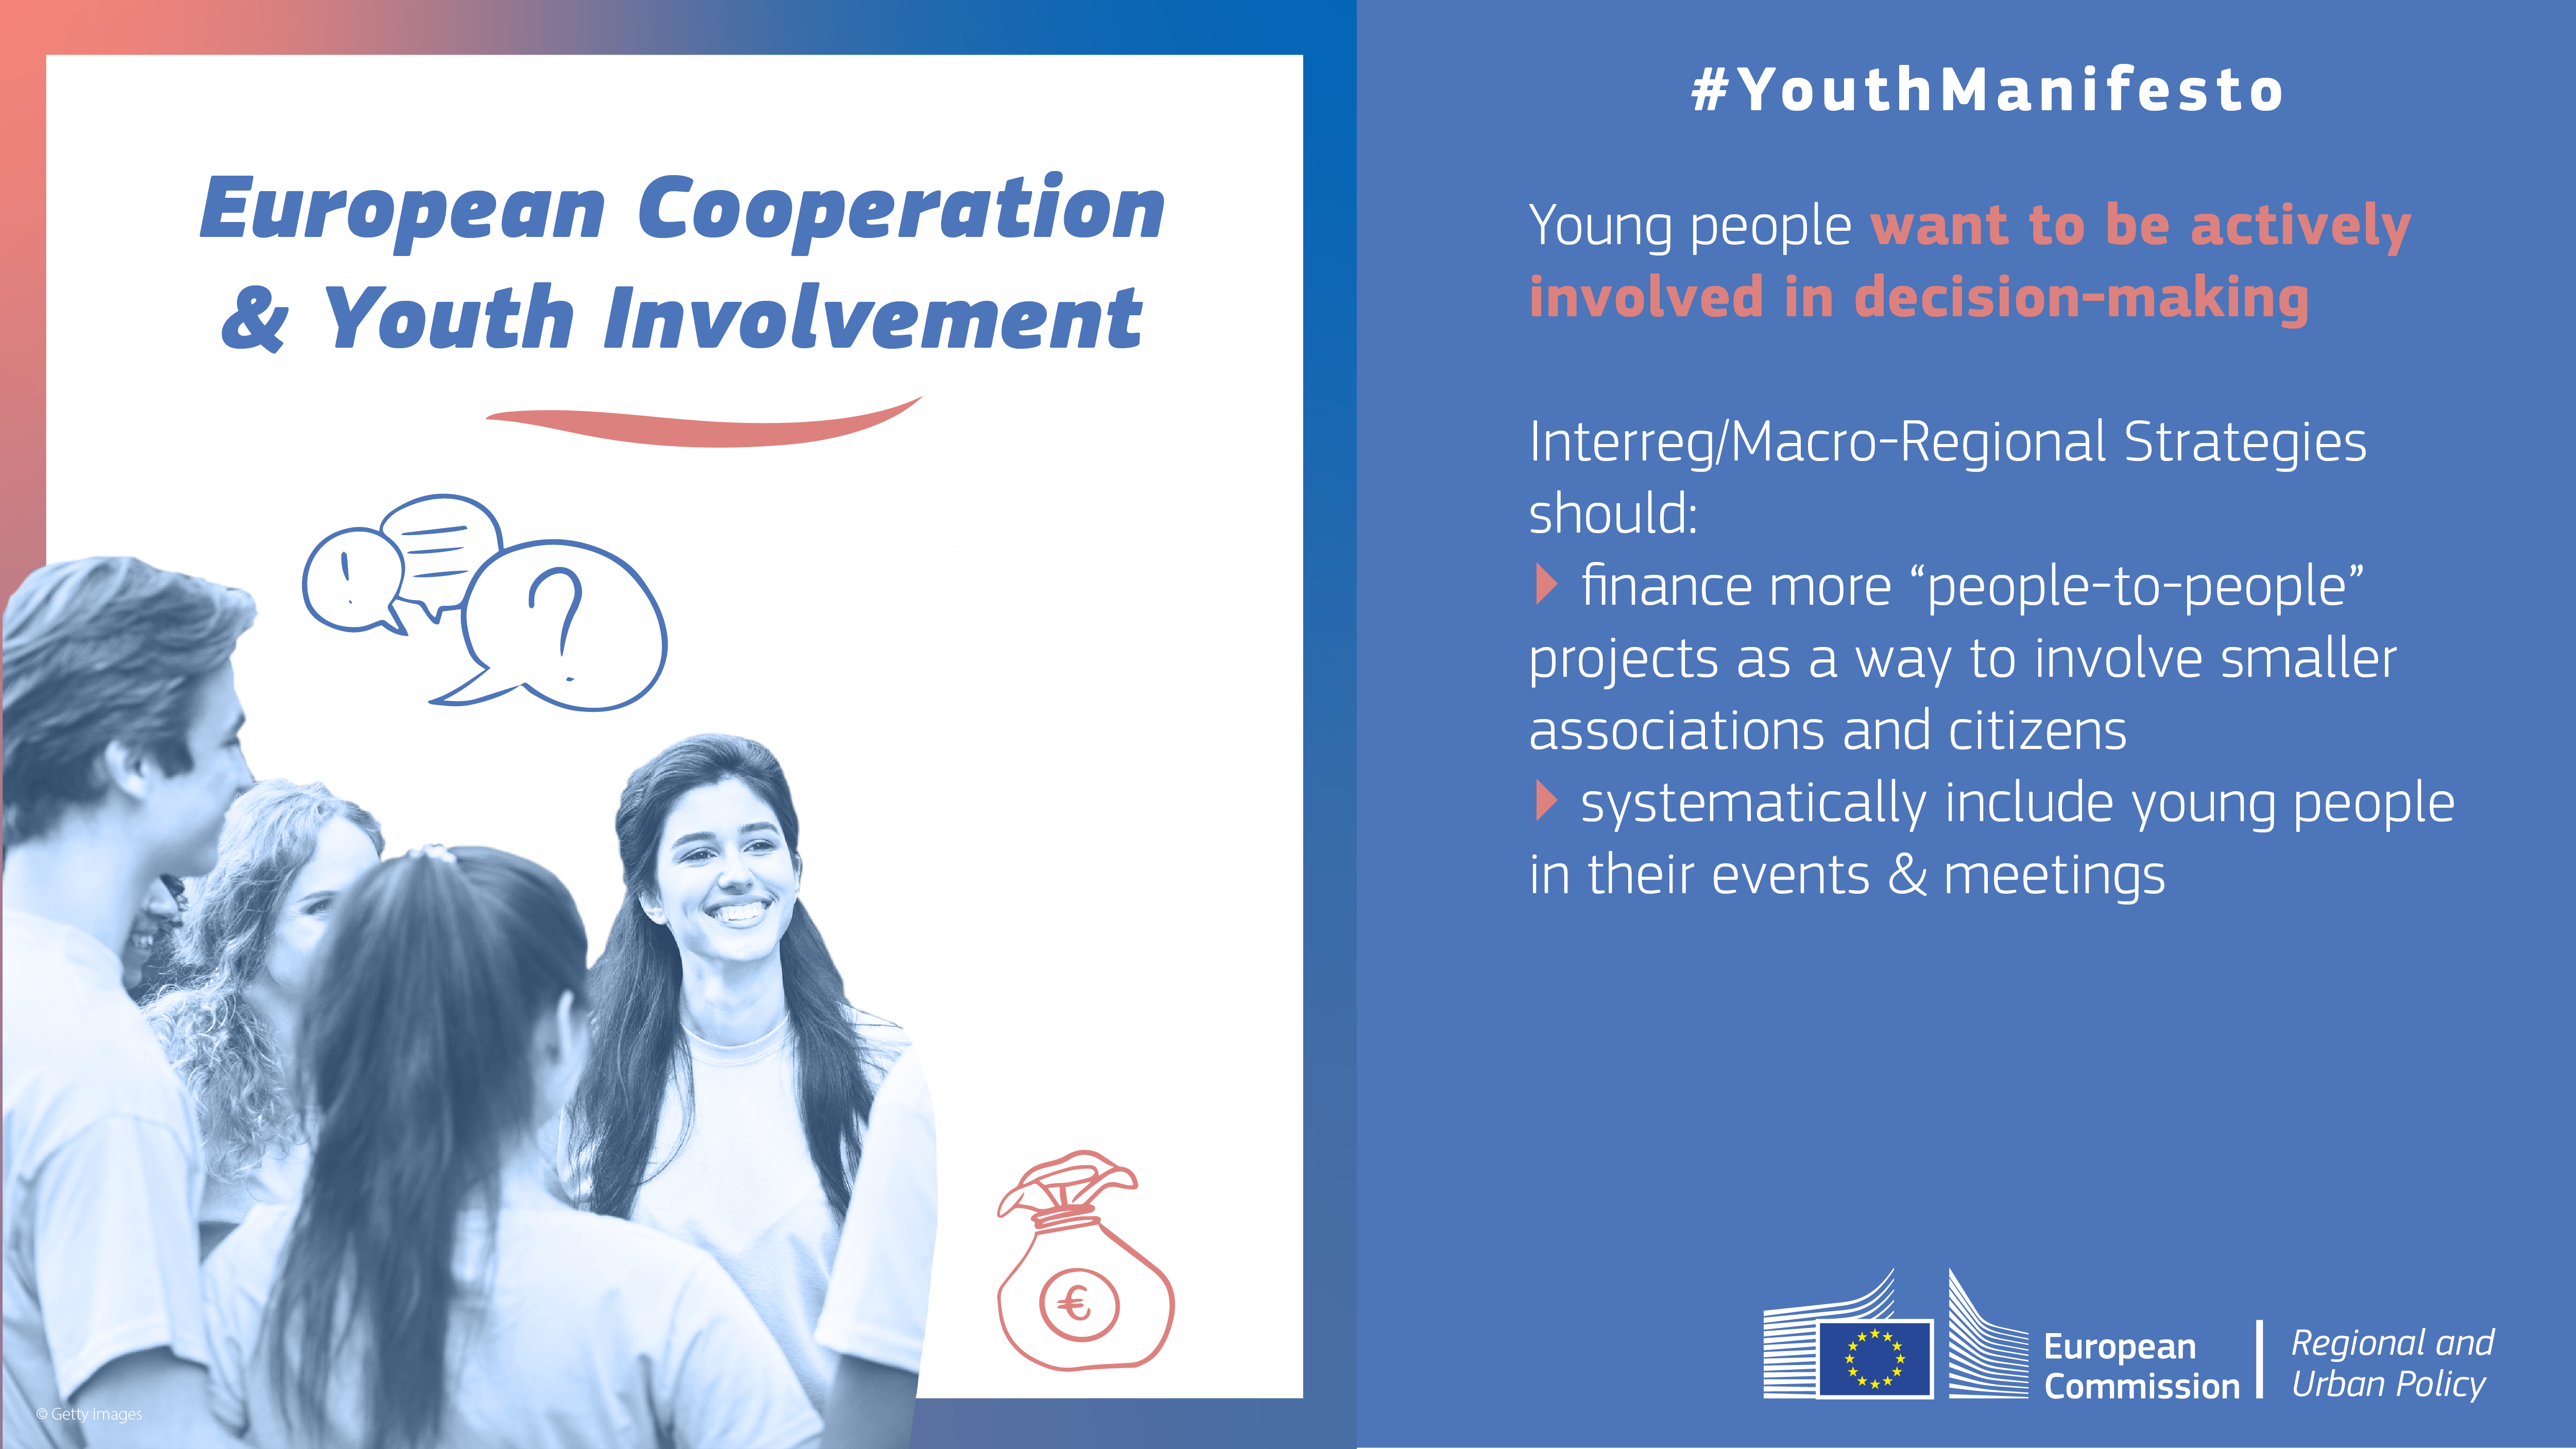 European Cooperation
& Youth Involvement
!
?
€
© Getty Images
#YouthManifesto
Young people want to be actively
involved in decision-making
Interreg/Macro-Regional Strategies
should:
finance more “people-to-people”
projects as a way to involve smaller
associations and citizens
systematically include young people
in their events & meetings
European
Commission
Regional and
Urban Policy